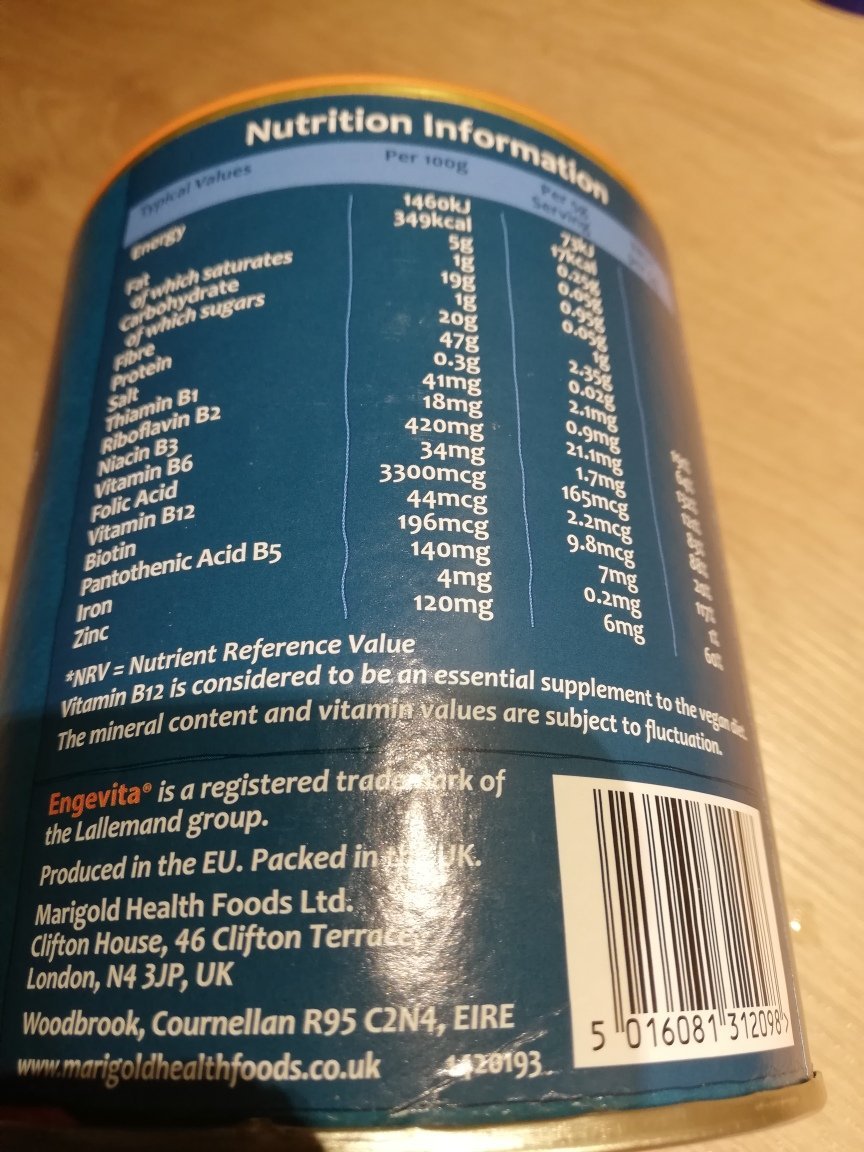 Nutrition Information
Typical Values Per 100g Per 5g
Serving
Energy 1460kJ 73kJ
349kcal 17kcal
Fat 5g 0.25g
of which saturates 1g 0.05g
Carbohydrate 19g 0.95g
of which sugars 1g 0.05g
Fibre 20g 1g
Protein 47g 2.35g
Salt 0.3g 0.02g
Thiamin B1 41mg 2.1mg
Riboflavin B2 18mg 0.9mg
Niacin B3 420mg 21.1mg
Vitamin B6 34mg 1.7mg
Folic Acid 3300mcg 165mcg
Vitamin B12 44mcg 2.2mcg
Biotin 196mcg 9.8mcg
Pantothenic Acid B5 140mg 7mg
Iron 4mg 0.2mg
Zinc 120mg 6mg
*NRV = Nutrient Reference Value
Vitamin B12 is considered to be an essential supplement to the vegan diet.
The mineral content and vitamin values are subject to fluctuation.
Engevita® is a registered trademark of
the Lallemand group.
Produced in the EU. Packed in the UK.
Marigold Health Foods Ltd.
Clifton House, 46 Clifton Terrace,
London, N4 3JP, UK
Woodbrook, Cournellan R95 C2N4, EIRE
www.marigoldhealthfoods.co.uk 1420193
5 016081 312098 >